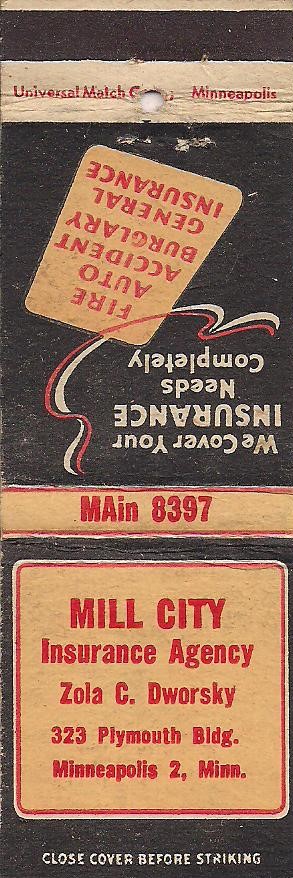 Universal Match Minneapolis
FIRE
AUTO
ACCIDENT
BURGLARY
GENERAL
INSURANCE
We Cover Your
INSURANCE
Needs
Completely
MAin 8397
MILL CITY
Insurance Agency
Zola C. Dworsky
323 Plymouth Bldg.
Minneapolis 2, Minn.
CLOSE COVER BEFORE STRIKING